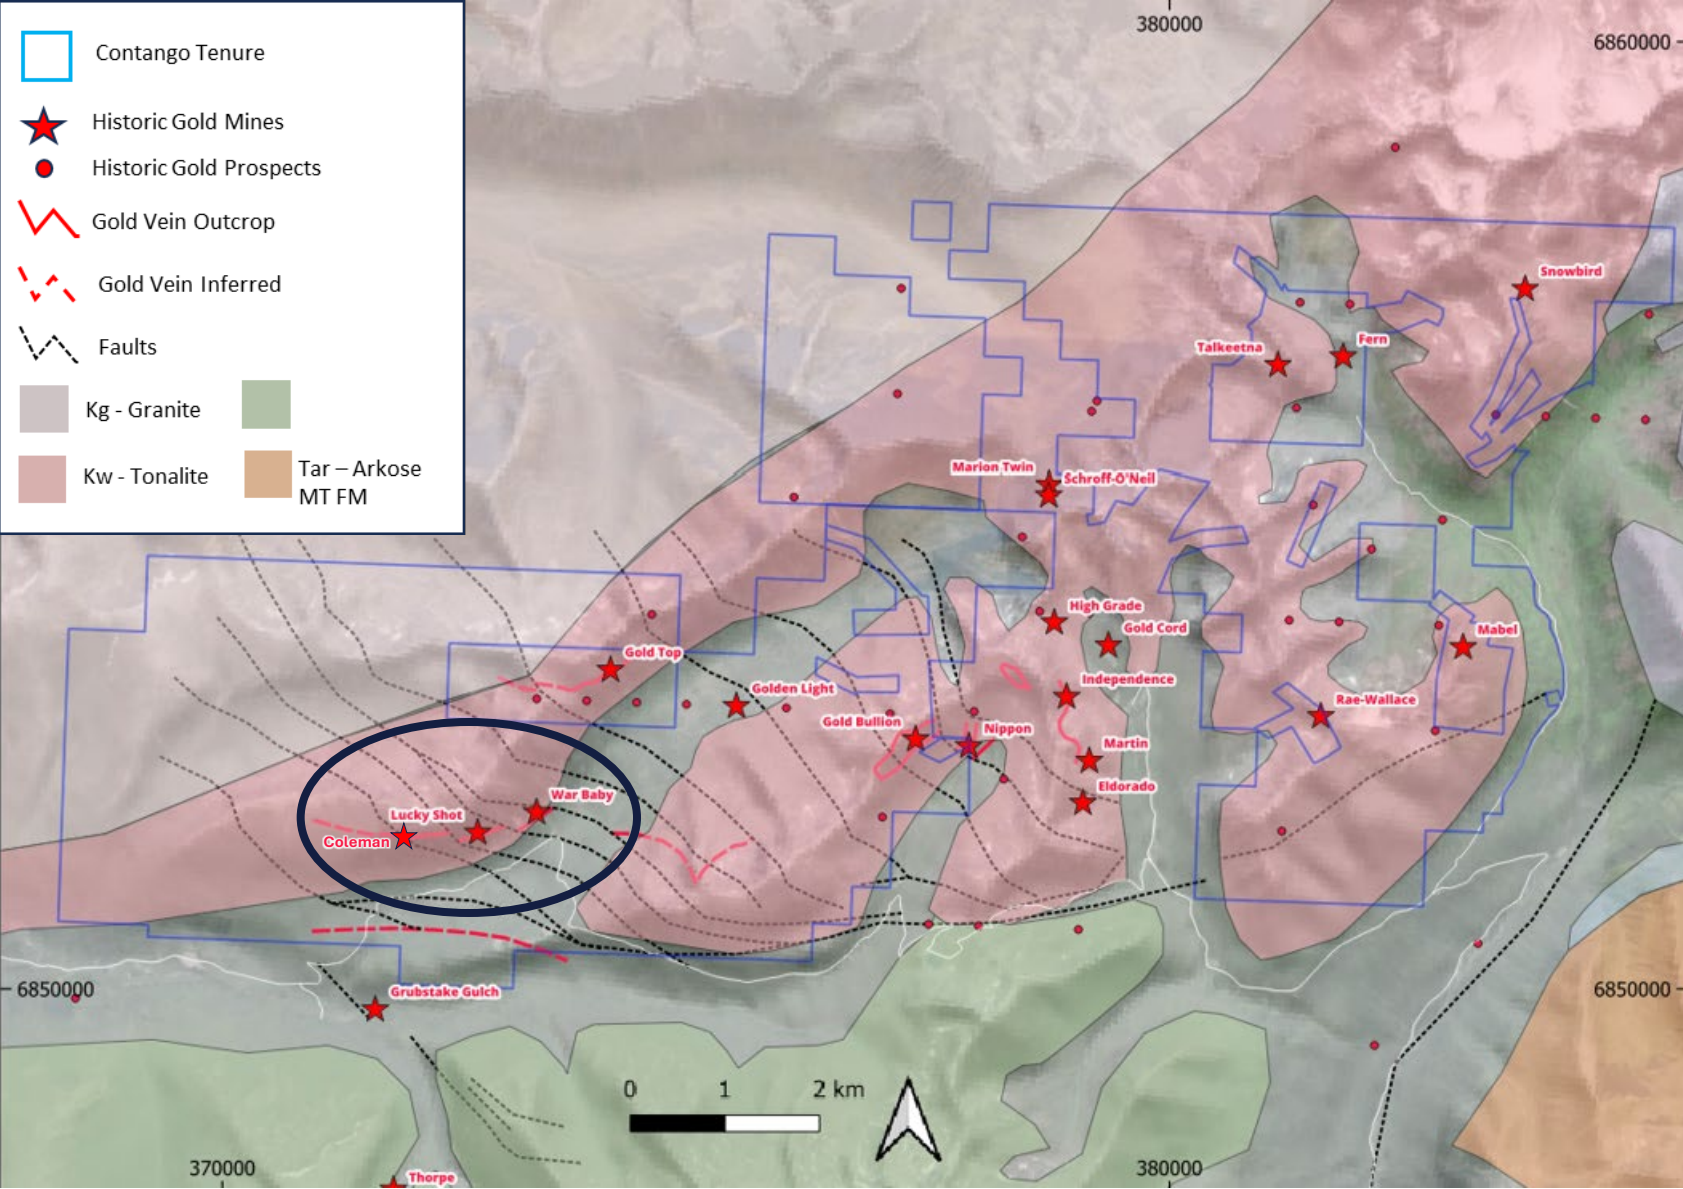 Contango Tenure
Historic Gold Mines
Historic Gold Prospects
Gold Vein Outcrop
Gold Vein Inferred
Faults
Kg - Granite
Kw - Tonalite
Tar – Arkose
MT FM
380000
6860000
Snowbird
Talkeetna
Fern
Marion Twin
Schroff-O'Neil
High Grade
Gold Cord
Mabel
Gold Top
Independence
Golden Light
Rae-Wallace
Gold Bullion
Nippon
Martin
Eldorado
War Baby
Lucky Shot
Coleman
6850000
Grubstake Gulch
6850000
0 1 2 km
370000
380000
Thorpe